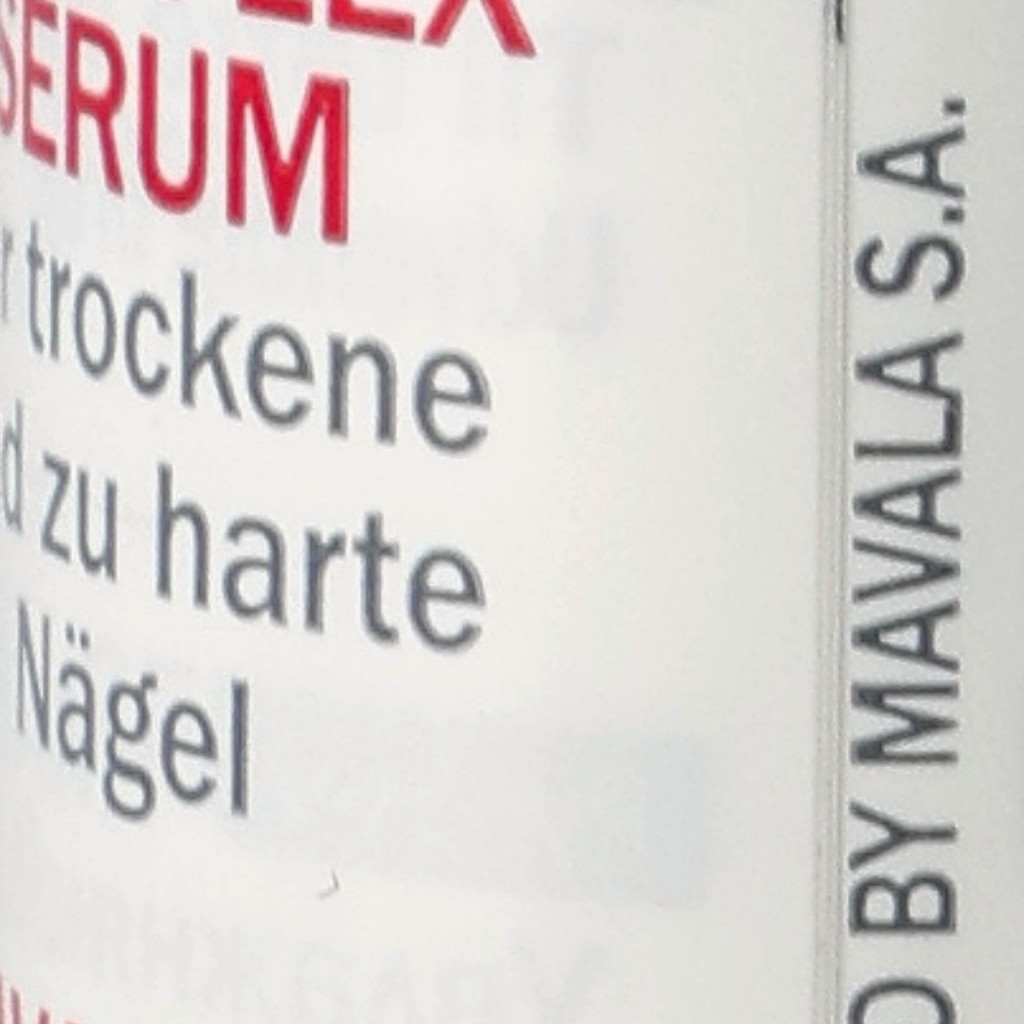 SERUM
trockene
zu harte
Nägel
BY MAVALA S.A.